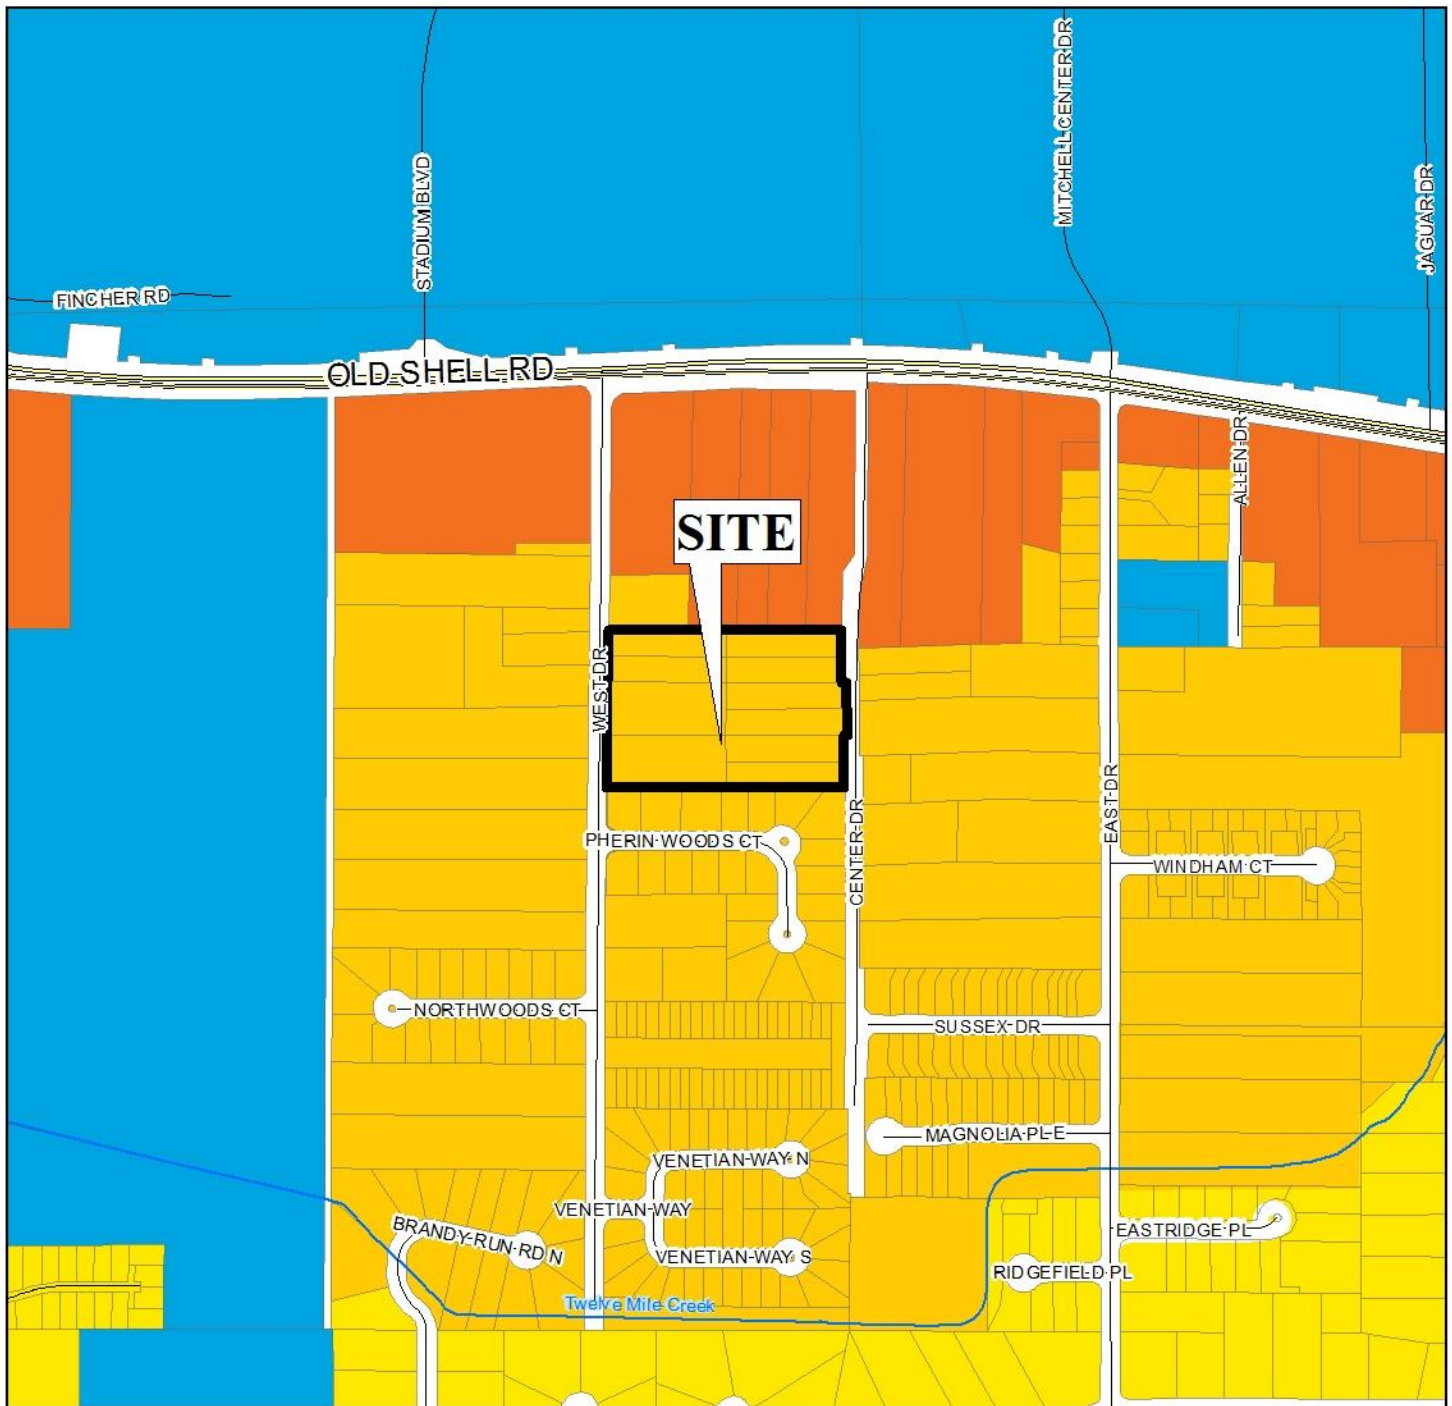 MITCHELL CENTER DR
STADIUM BLVD
JAGUAR DR
FINCHER RD
OLD SHELL RD
ALLEN DR
SITE
WEST DR
EAST DR
PHERIN WOODS CT
CENTER DR
WINDHAM CT
NORTHWOODS CT
SUSSEX DR
MAGNOLIA PL E
VENETIAN WAY N
VENETIAN WAY
BRANDY RUN RD N
EASTRIDGE PL
VENETIAN WAY S
RIDGEFIELD PL
Twelve Mile Creek